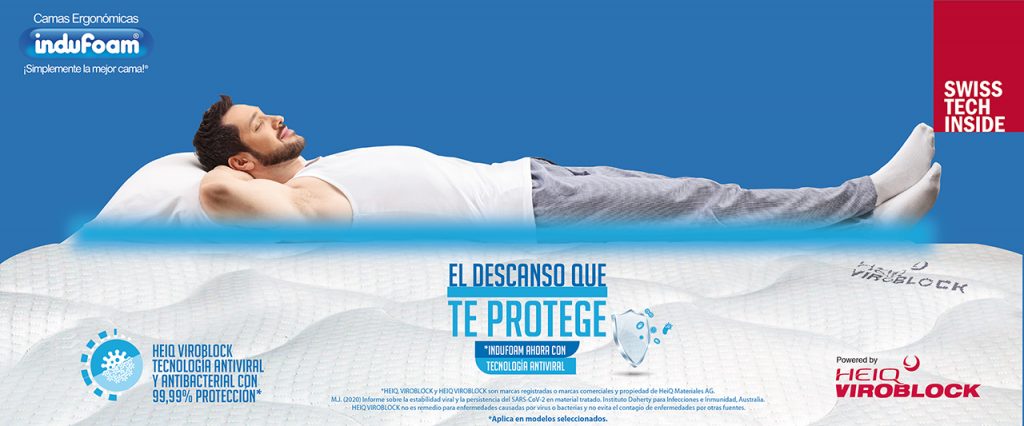 Camas Ergonómicas
indufoam®
¡Simplemente la mejor cama!®
SWISS
TECH
INSIDE
HeiQ
VIROBLOCK
EL DESCANSO QUE
TE PROTEGE
*INDUFOAM AHORA CON
TECNOLOGÍA ANTIVIRAL
HEIQ VIROBLOCK
TECNOLOGÍA ANTIVIRAL
Y ANTIBACTERIAL CON
99,99% PROTECCIÓN*
Powered by
HEIQ
VIROBLOCK
*HEIQ, VIROBLOCK y HEIQ VIROBLOCK son marcas registradas o marcas comerciales y propiedad de HeiQ Materiales AG.
M.J. (2020) Informe sobre la estabilidad viral y la persistencia del SARS-CoV-2 en material tratado. Instituto Doherty para Infecciones e Inmunidad, Australia.
HEIQ VIROBLOCK no es remedio para enfermedades causadas por virus o bacterias y no evita el contagio de enfermedades por otras fuentes.
*Aplica en modelos seleccionados.